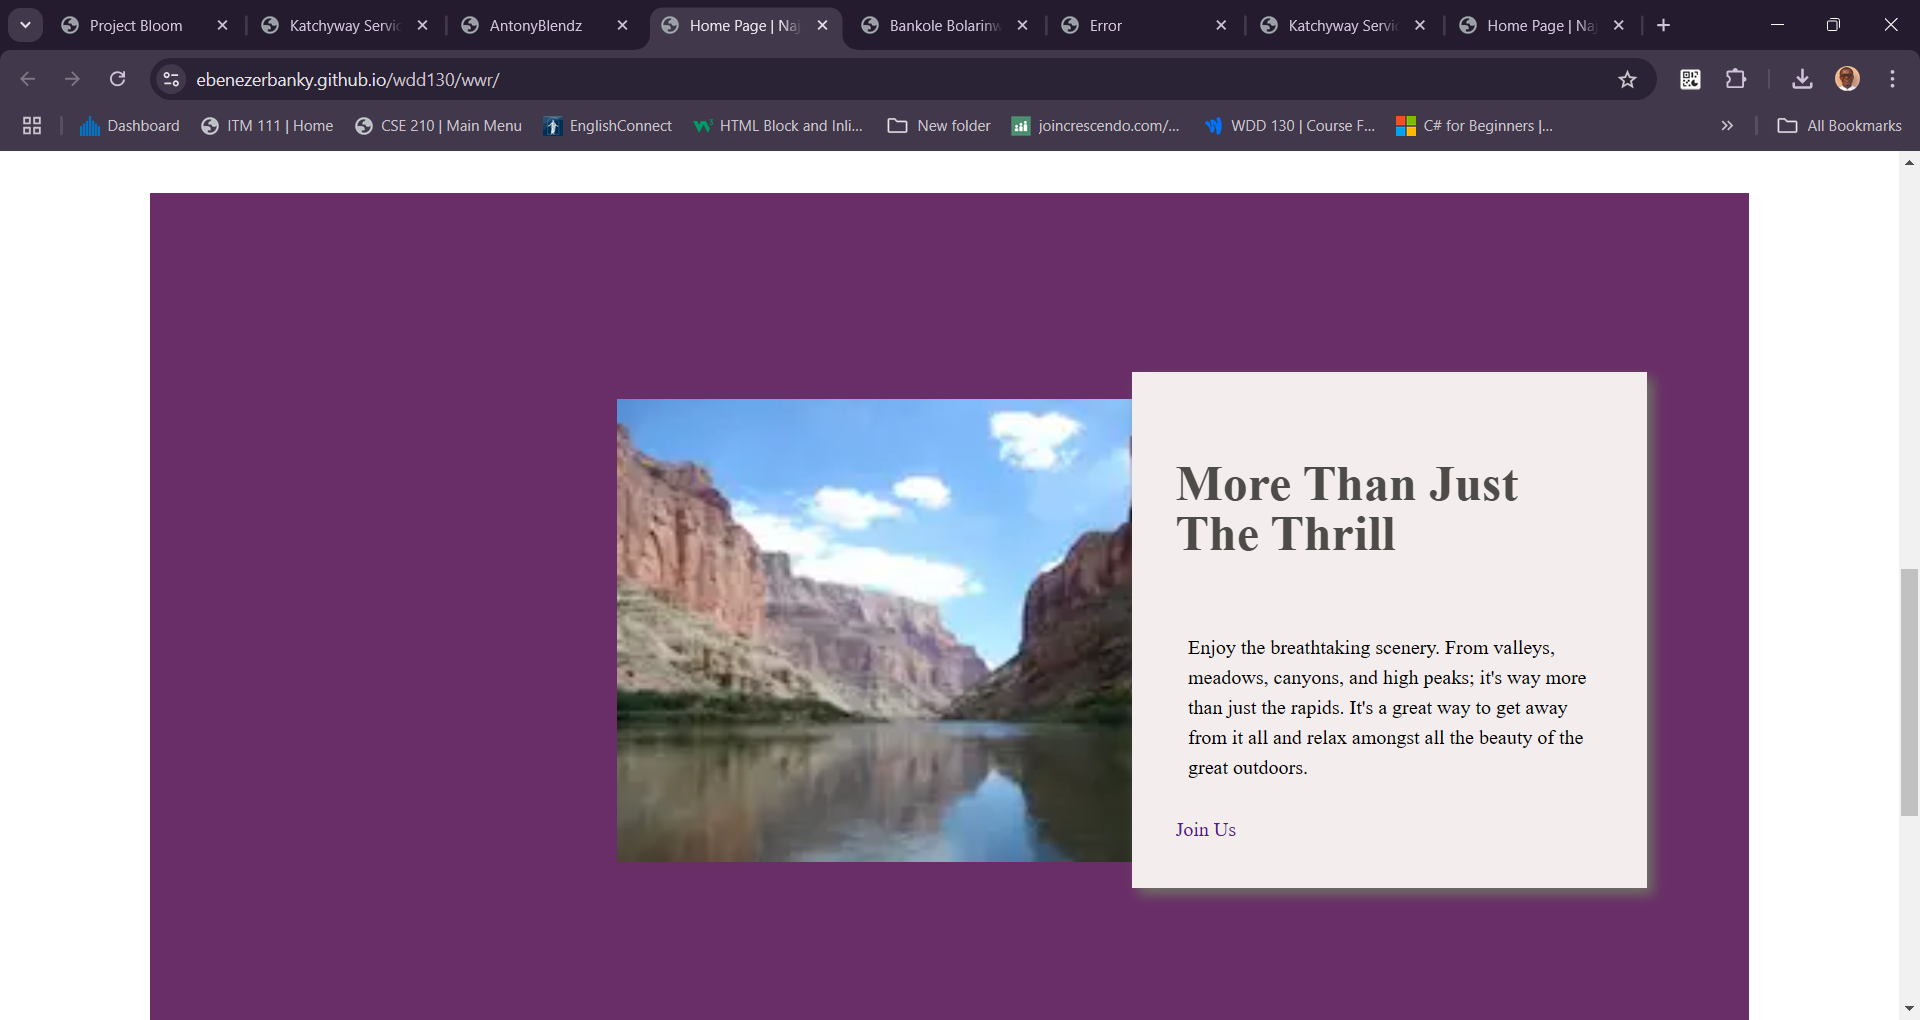 Project Bloom
Katchyway Servic
AntonyBlendz
Home Page | Naj
Bankole Bolarinw
Error
Katchyway Servic
Home Page | Naj
ebenezerbanky.github.io/wdd130/wwr/
Dashboard
ITM 111 | Home
CSE 210 | Main Menu
EnglishConnect
HTML Block and Inli...
New folder
joincrescendo.com/...
WDD 130 | Course F...
C# for Beginners |...
All Bookmarks
More Than Just
The Thrill
Enjoy the breathtaking scenery. From valleys,
meadows, canyons, and high peaks; it's way more
than just the rapids. It's a great way to get away
from it all and relax amongst all the beauty of the
great outdoors.
Join Us